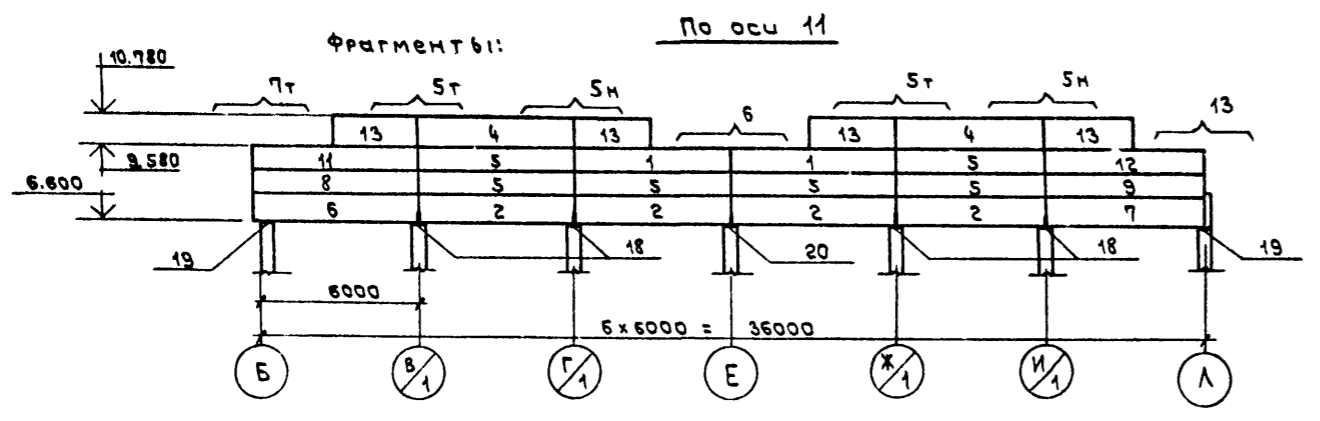 По оси 11
Фрагменты:
10.780
7т 5т 5н 6 5т 5н 13
13 4 13 13 4 13
9.580
11 5 1 1 5 12
8 5 5 5 5 9
6.600
6 2 2 2 2 7
19 18 20 18 19
6000
6 x 6000 = 36000
Б В/1 Г/1 Е Ж/1 И/1 Л